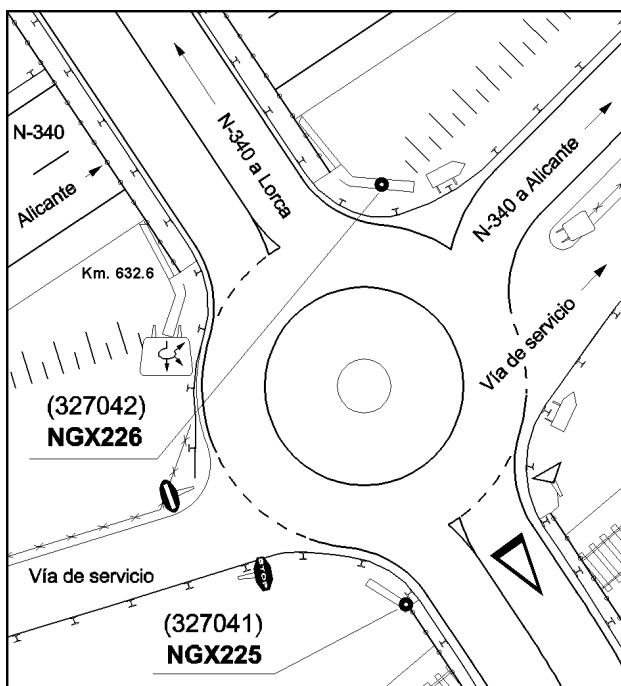 N-340 a Lorca
N-340
Alicante
N-340 a Alicante
Km. 632.6
Vía de servicio
(327042)
NGX226
STOP
Vía de servicio
(327041)
NGX225